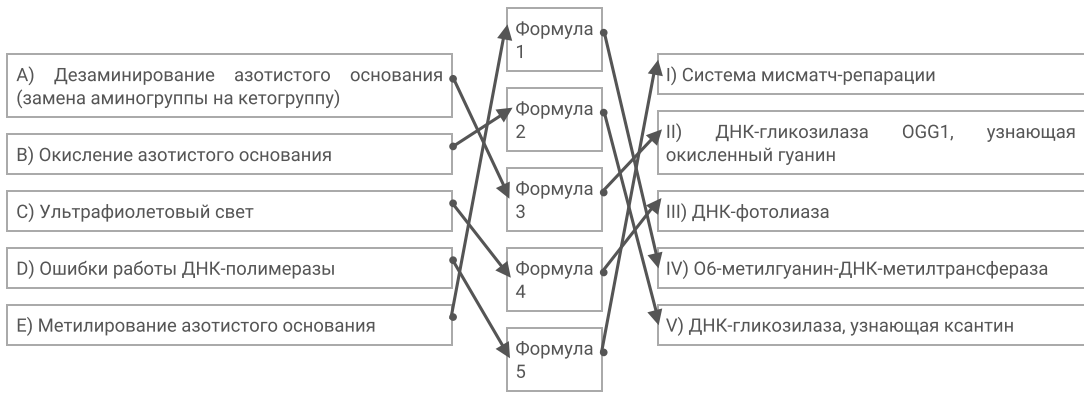 A) Дезаминирование азотистого основания
(замена аминогруппы на кетогруппу)
B) Окисление азотистого основания
C) Ультрафиолетовый свет
D) Ошибки работы ДНК-полимеразы
E) Метилирование азотистого основания
Формула
1
Формула
2
Формула
3
Формула
4
Формула
5
I) Система мисматч-репарации
II) ДНК-гликозилаза OGG1, узнающая
окисленный гуанин
III) ДНК-фотолиаза
IV) О6-метилгуанин-ДНК-метилтрансфераза
V) ДНК-гликозилаза, узнающая ксантин